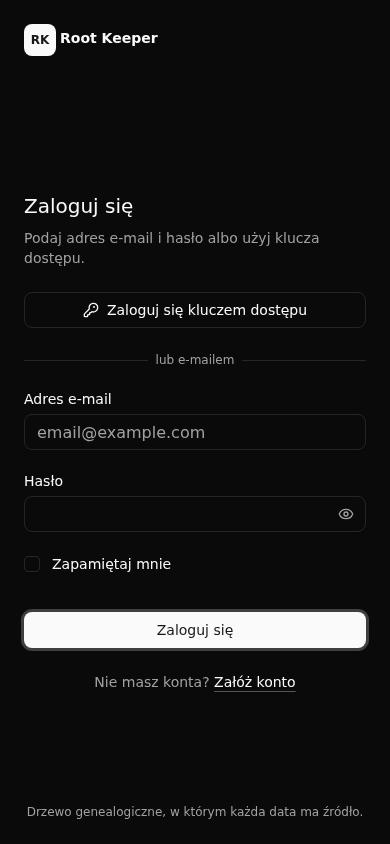 RK Root Keeper
Zaloguj się
Podaj adres e-mail i hasło albo użyj klucza
dostępu.
Zaloguj się kluczem dostępu
lub e-mailem
Adres e-mail
email@example.com
Hasło
Zapamiętaj mnie
Zaloguj się
Nie masz konta? Załóż konto
Drzewo genealogiczne, w którym każda data ma źródło.